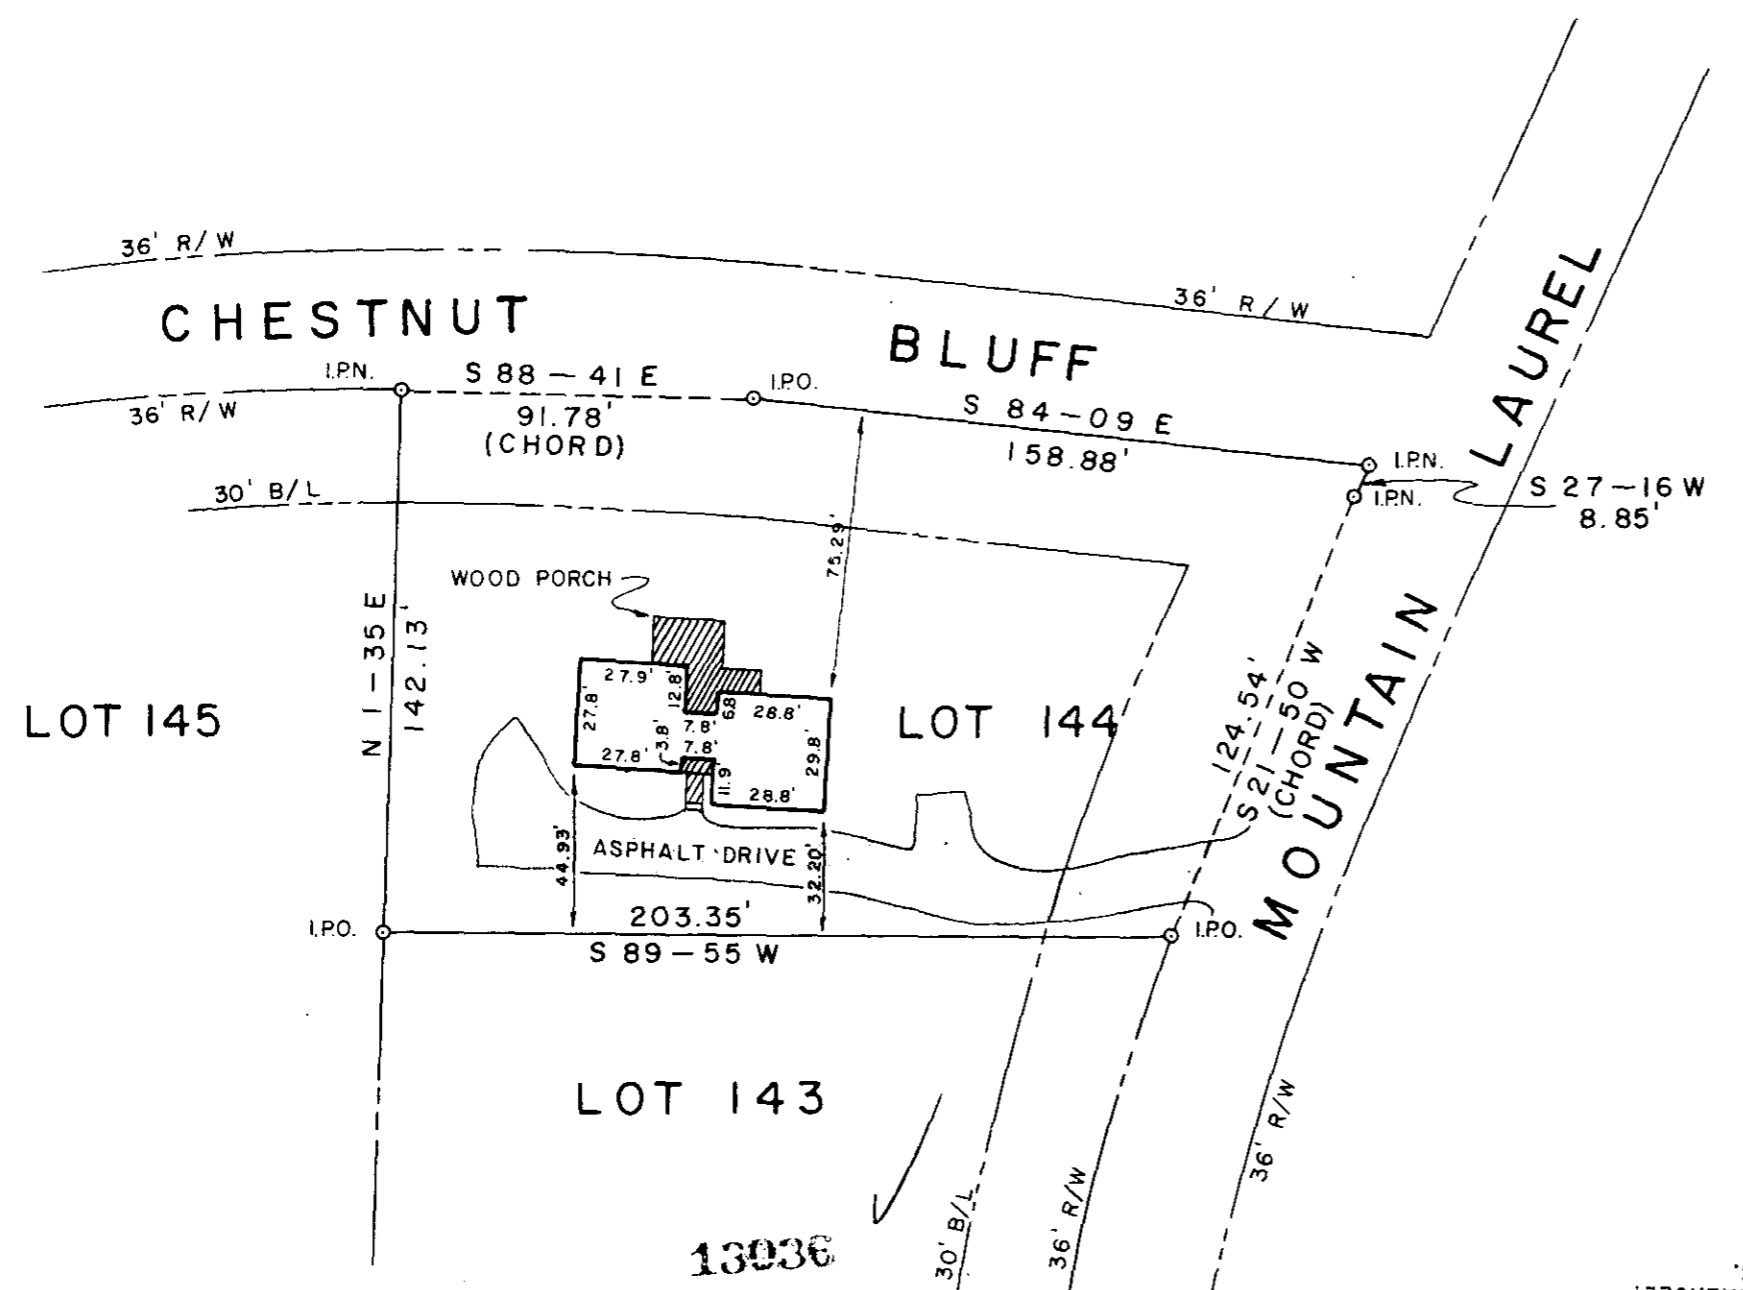 36' R/W
CHESTNUT
BLUFF
36' R/W
LAUREL
MOUNTAIN
I.P.N.
S 88-41 E
91.78'
(CHORD)
I.P.O.
36' R/W
S 84-09 E
158.88'
I.P.N.
I.P.N.
S 27-16 W
8.85'
30' B/L
75.29'
WOOD PORCH
N 1-35 E
142.13'
27.9'
12.8'
27.8'
7.8'
6.8
28.8'
3.8'
7.8'
27.8'
11.9
28.8'
29.8'
LOT 145
LOT 144
124.54'
S 21-50 W
(CHORD)
44.93'
ASPHALT DRIVE
32.20'
203.35'
S 89-55 W
I.P.O.
I.P.O.
LOT 143
13036
30' B/L
36' R/W
36' R/W